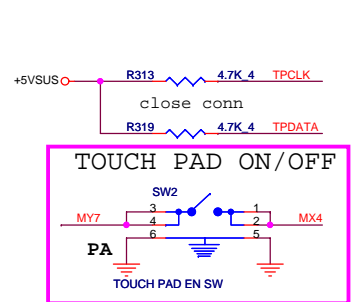 R313 4.7K_4 TPCLK
+5VSUS
close conn
R319 4.7K_4 TPDATA
TOUCH PAD ON/OFF
SW2
3 1
MY7 4 2 MX4
6 5
PA
TOUCH PAD EN SW